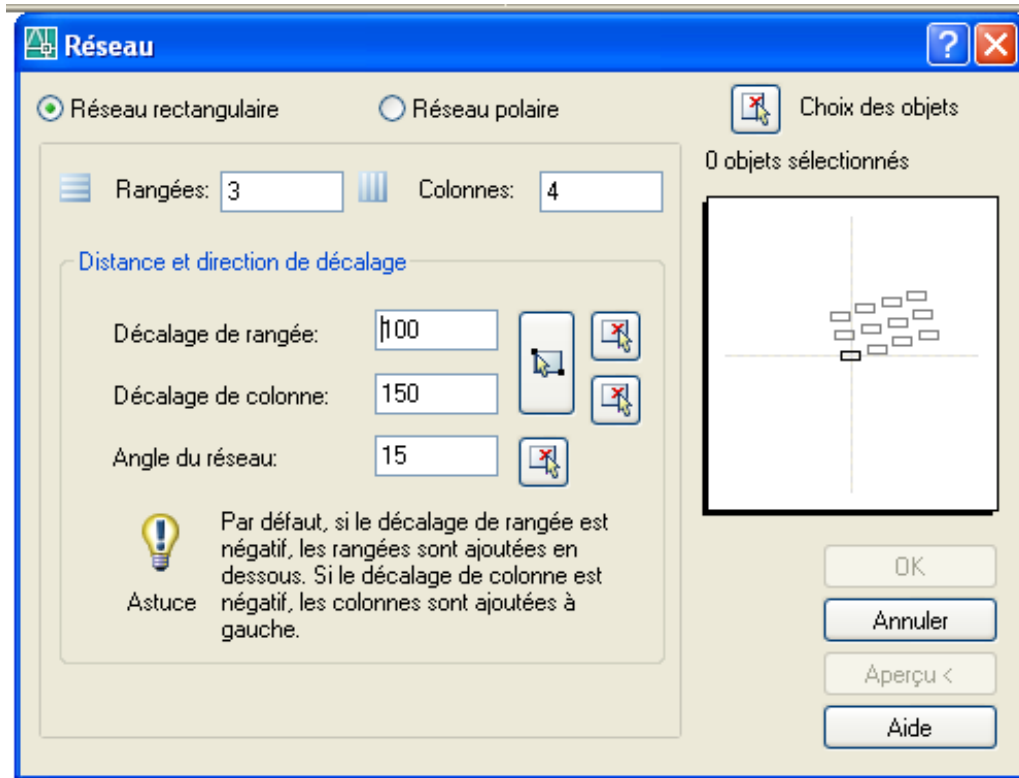 Réseau
Réseau rectangulaire
Réseau polaire
Choix des objets
0 objets sélectionnés
Rangées: 3
Colonnes: 4
Distance et direction de décalage
Décalage de rangée: 100
Décalage de colonne: 150
Angle du réseau: 15
Astuce
Par défaut, si le décalage de rangée est
négatif, les rangées sont ajoutées en
dessous. Si le décalage de colonne est
négatif, les colonnes sont ajoutées à
gauche.
OK
Annuler
Aperçu <
Aide